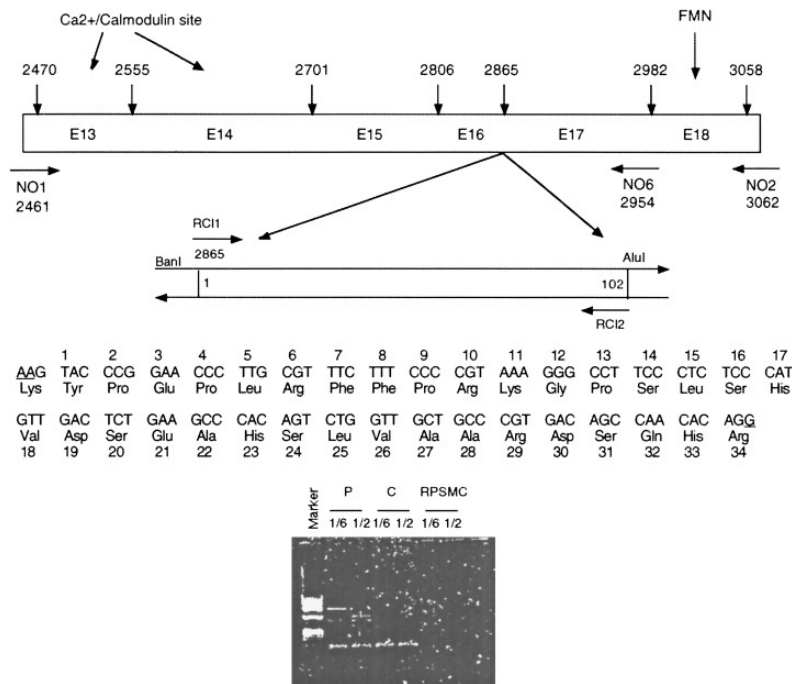 Ca2+/Calmodulin site
FMN
2470 2555 2701 2806 2865 2982 3058
E13 E14 E15 E16 E17 E18
NO1 NO6 NO2
2461 2954 3062
RCI1
BanI 2865 AluI
1 102
RCI2
1 2 3 4 5 6 7 8 9 10 11 12 13 14 15 16 17
AAG TAC CCG GAA CCC TTG CGT TTC TTT CCC CGT AAA GGG CCT TCC CTC TCC CAT
Lys Tyr Pro Glu Pro Leu Arg Phe Phe Pro Arg Lys Gly Pro Ser Leu Ser His
GTT GAC TCT GAA GCC CAC AGT CTG GTT GCT GCC CGT GAC AGC CAA CAC AGG
Val Asp Ser Glu Ala His Ser Leu Val Ala Ala Arg Asp Ser Gln His Arg
18 19 20 21 22 23 24 25 26 27 28 29 30 31 32 33 34
Marker P C RPSMC
1/6 1/2 1/6 1/2 1/6 1/2